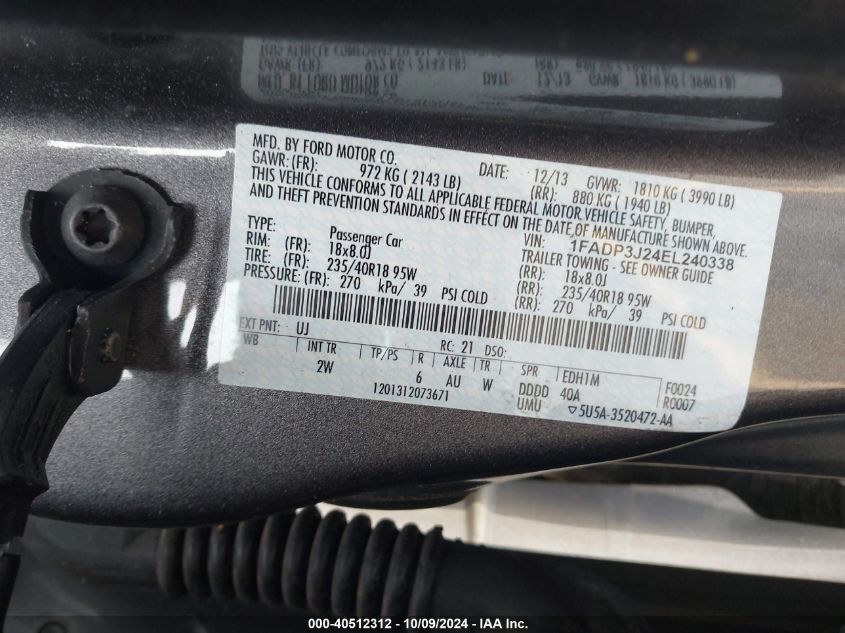 MFD. BY FORD MOTOR CO. DATE: 12/13 GVWR: 1810 KG ( 3990 LB)
GAWR: (FR): 972 KG ( 2143 LB) (RR): 880 KG ( 1940 LB)
THIS VEHICLE CONFORMS TO ALL APPLICABLE FEDERAL MOTOR VEHICLE SAFETY, BUMPER,
AND THEFT PREVENTION STANDARDS IN EFFECT ON THE DATE OF MANUFACTURE SHOWN ABOVE.
VIN: 1FADP3J24EL240338
TYPE: Passenger Car TRAILER TOWING - SEE OWNER GUIDE
RIM: (FR): 18x8.0J (RR): 18x8.0J
TIRE: (FR): 235/40R18 95W (RR): 235/40R18 95W
PRESSURE: (FR): 270 kPa/ 39 PSI COLD (RR): 270 kPa/ 39 PSI COLD
EXT PNT: UJ RC: 21 DSO:
WB INT TR TP/PS R AXLE TR SPR EDH1M F0024
2W 6 AU W DDDD 40A R0007
1201312073671 UMU ▽5U5A-3520472-AA
000-40512312 - 10/09/2024 - IAA Inc.